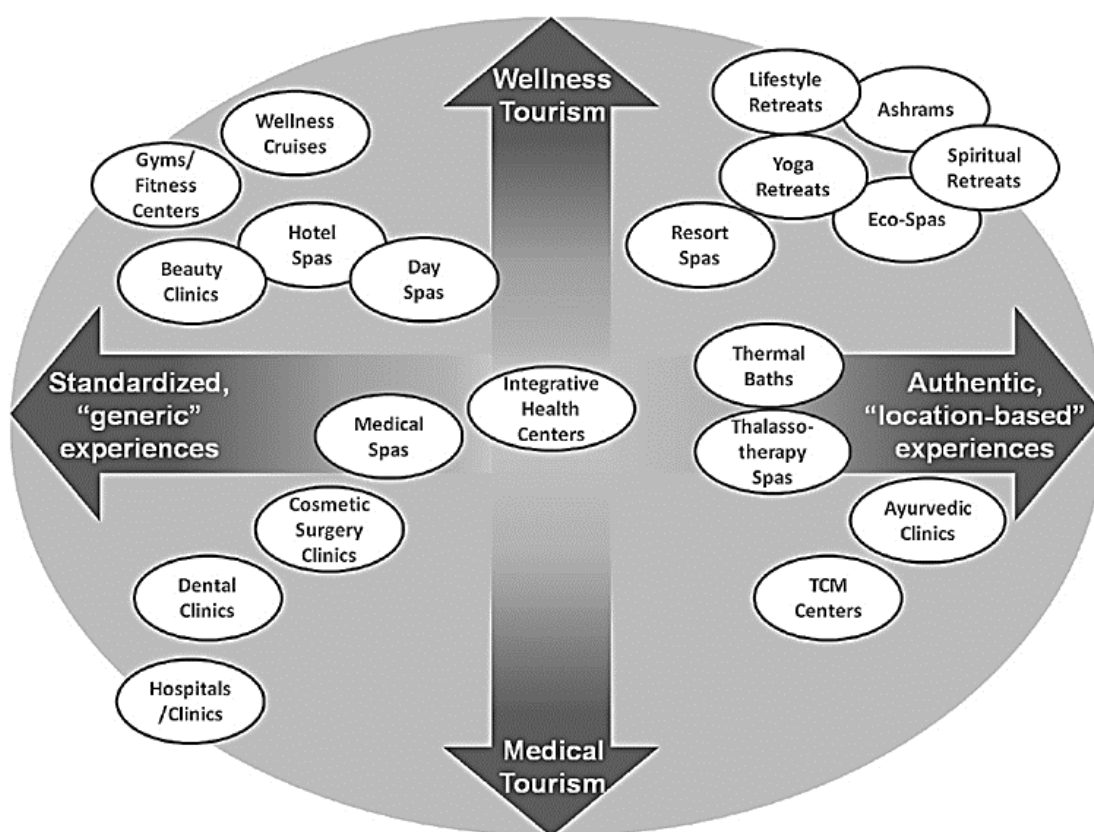 Wellness
Tourism
Lifestyle
Retreats
Ashrams
Wellness
Cruises
Gyms/
Fitness
Centers
Yoga
Retreats
Spiritual
Retreats
Eco-Spas
Hotel
Spas
Resort
Spas
Beauty
Clinics
Day
Spas
Thermal
Baths
Standardized,
"generic"
experiences
Integrative
Health
Centers
Authentic,
"location-based"
experiences
Medical
Spas
Thalasso-
therapy
Spas
Cosmetic
Surgery
Clinics
Ayurvedic
Clinics
Dental
Clinics
TCM
Centers
Hospitals
/Clinics
Medical
Tourism